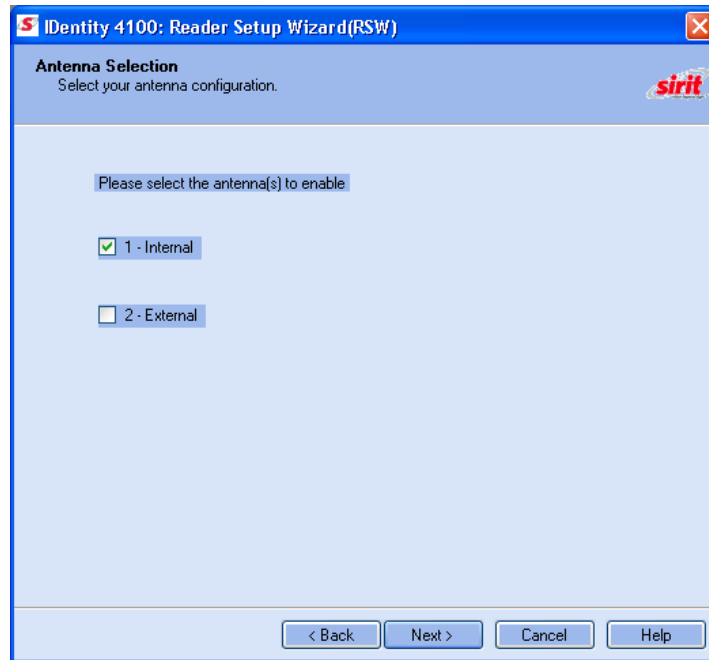 IDentity 4100: Reader Setup Wizard(RSW)
Antenna Selection
Select your antenna configuration.
sirit
Please select the antenna(s) to enable
1 - Internal
2 - External
< Back Next > Cancel Help